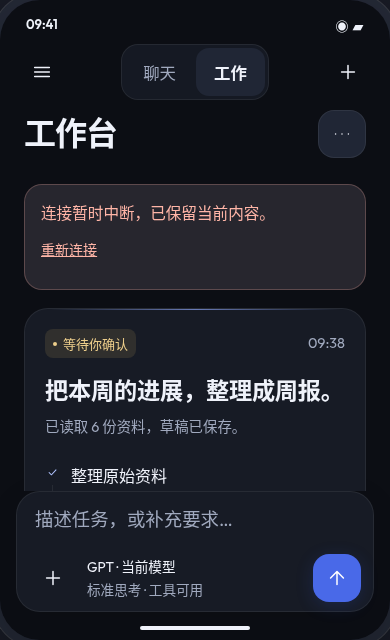 09:41
聊天
工作
工作台
...
连接暂时中断，已保留当前内容。
重新连接
• 等待你确认
09:38
把本周的进展，整理成周报。
已读取 6 份资料，草稿已保存。
整理原始资料
描述任务，或补充要求…
GPT · 当前模型
标准思考 · 工具可用